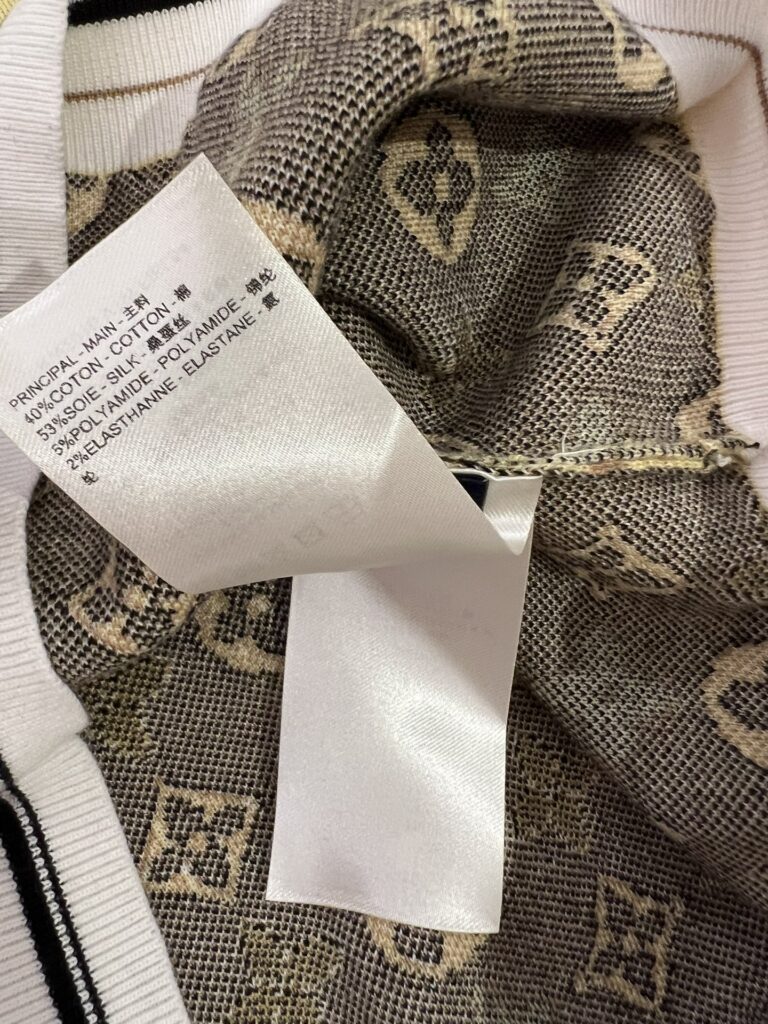 PRINCIPAL - MAIN - 主料
40%COTON - COTTON - 棉
53%SOIE - SILK - 桑蚕丝
5%POLYAMIDE - POLYAMIDE - 锦纶
2%ELASTHANNE - ELASTANE - 氨
纶